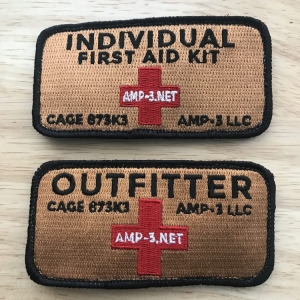 INDIVIDUAL
FIRST AID KIT
AMP-3.NET
CAGE 873K3 AMP-3 LLC
OUTFITTER
CAGE 873K3 AMP-3 LLC
AMP-3.NET